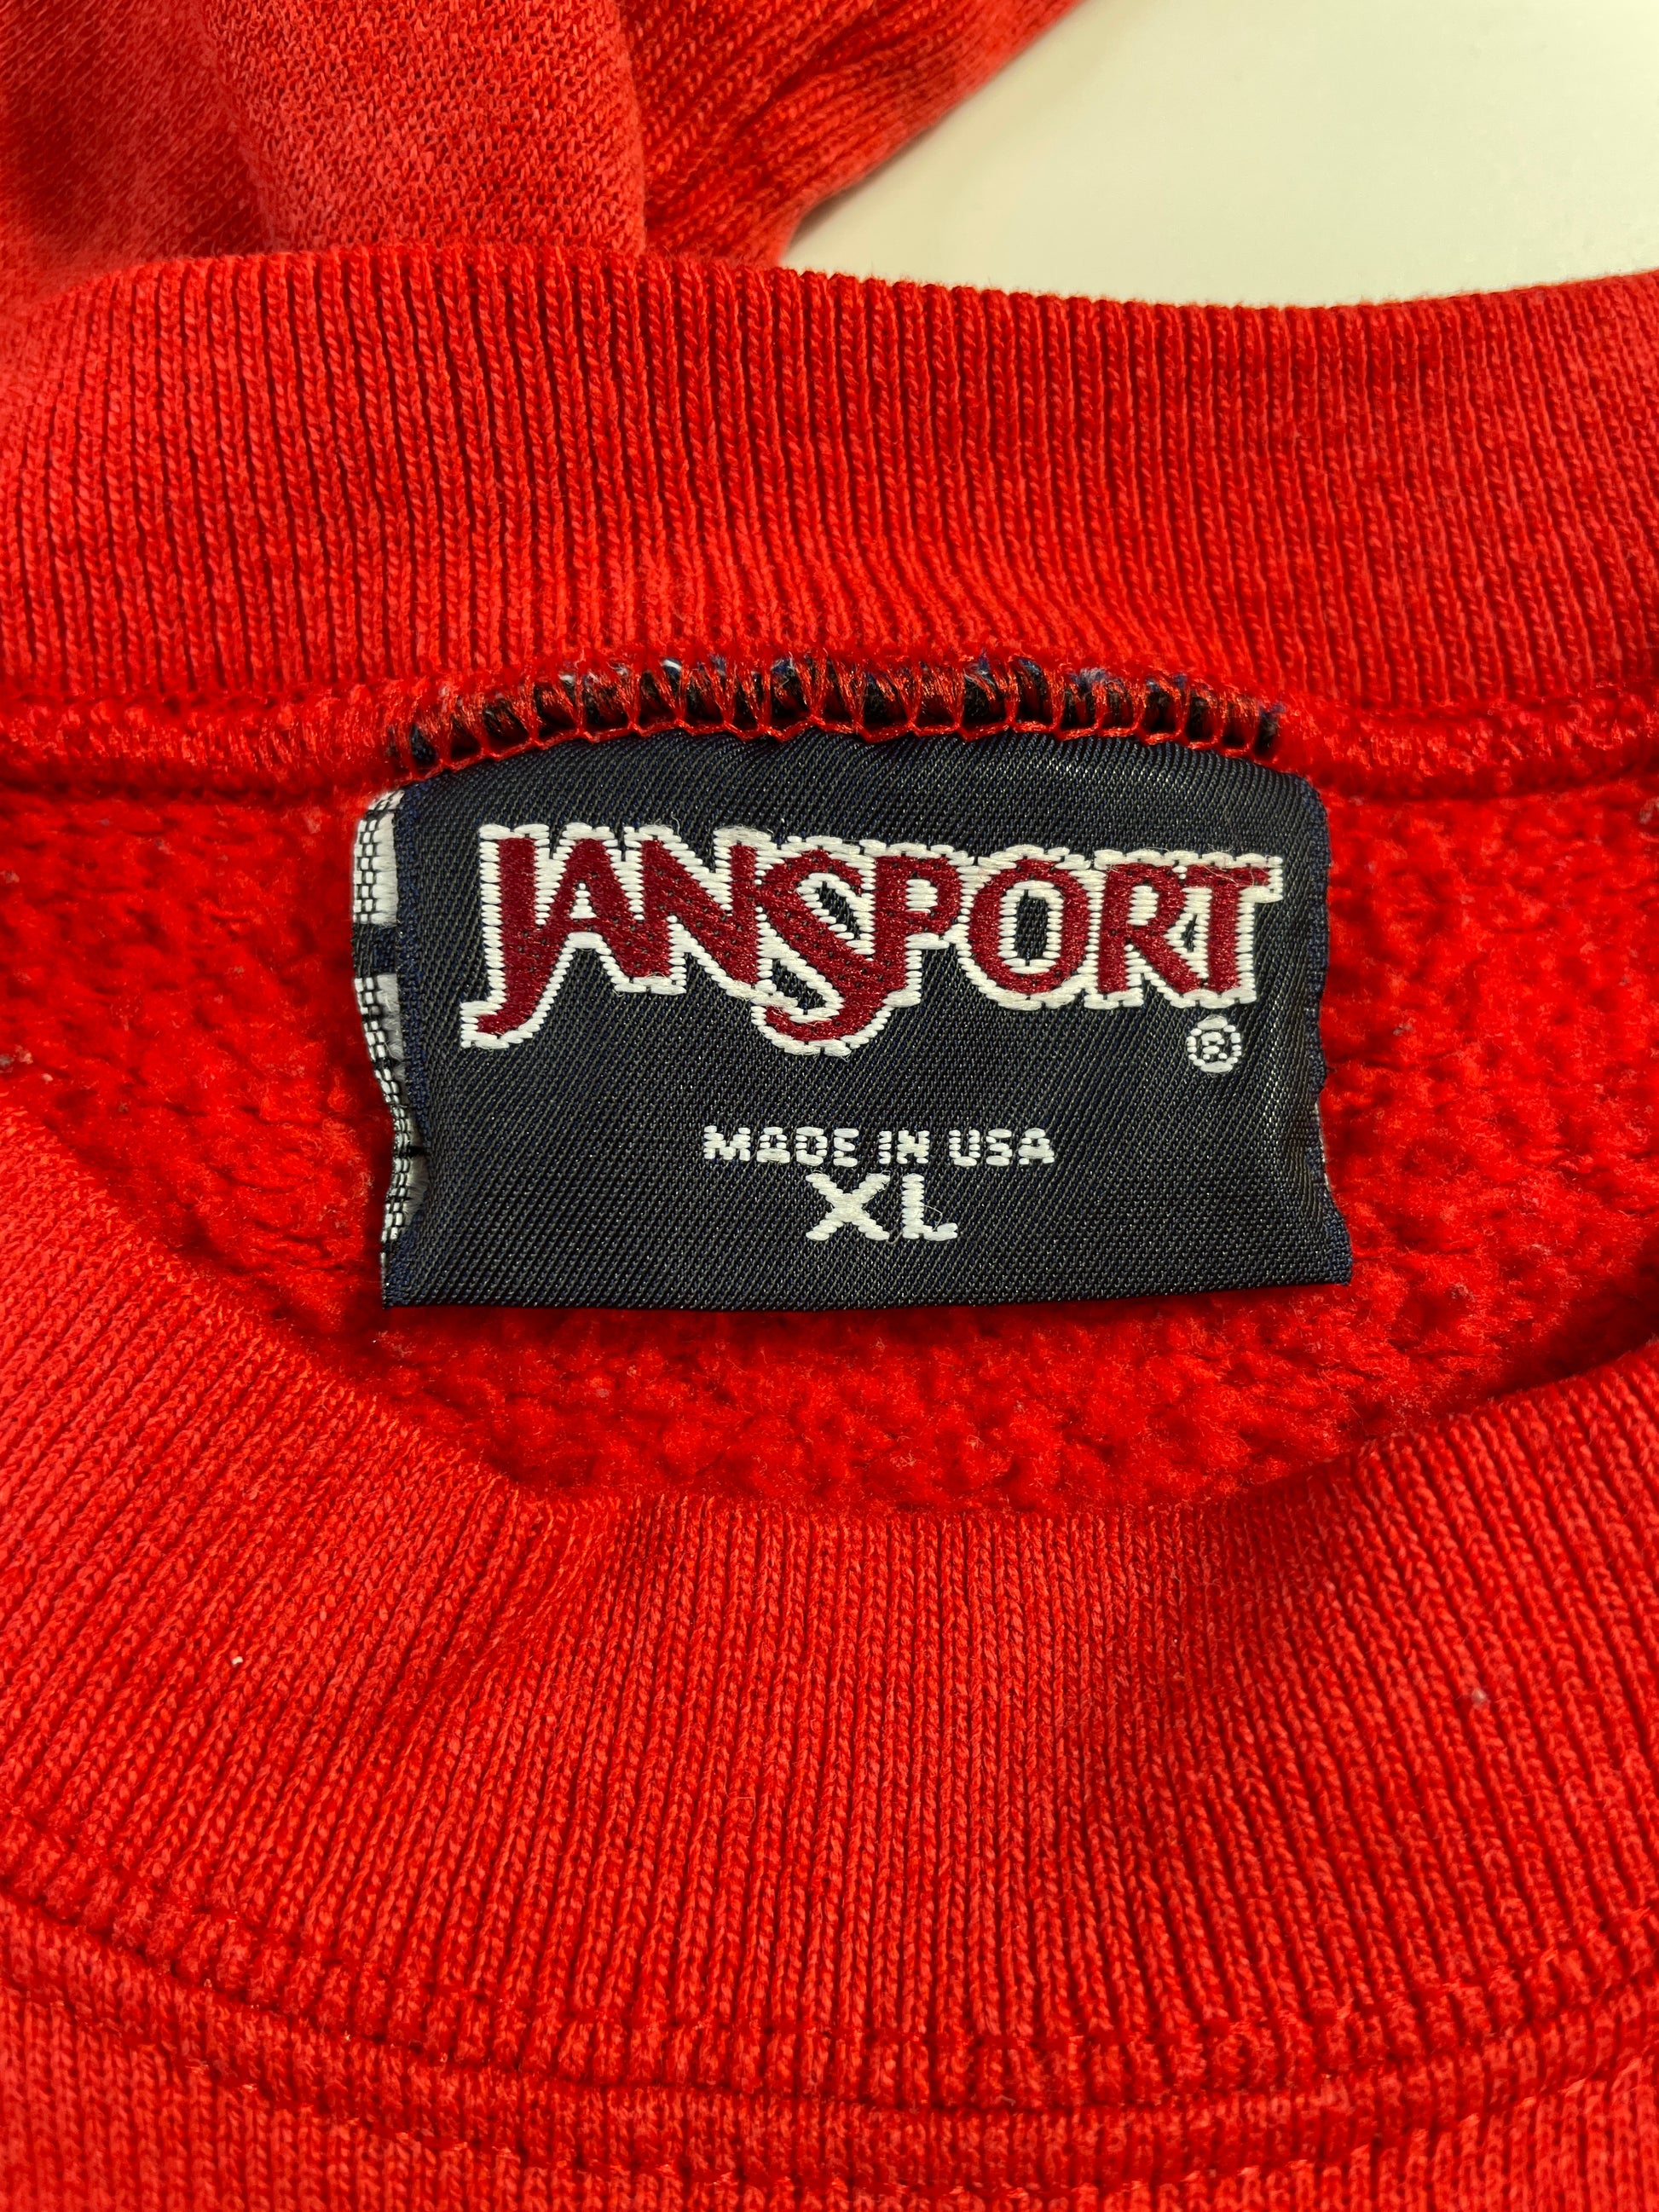 JANSPORT
®
MADE IN USA
XL